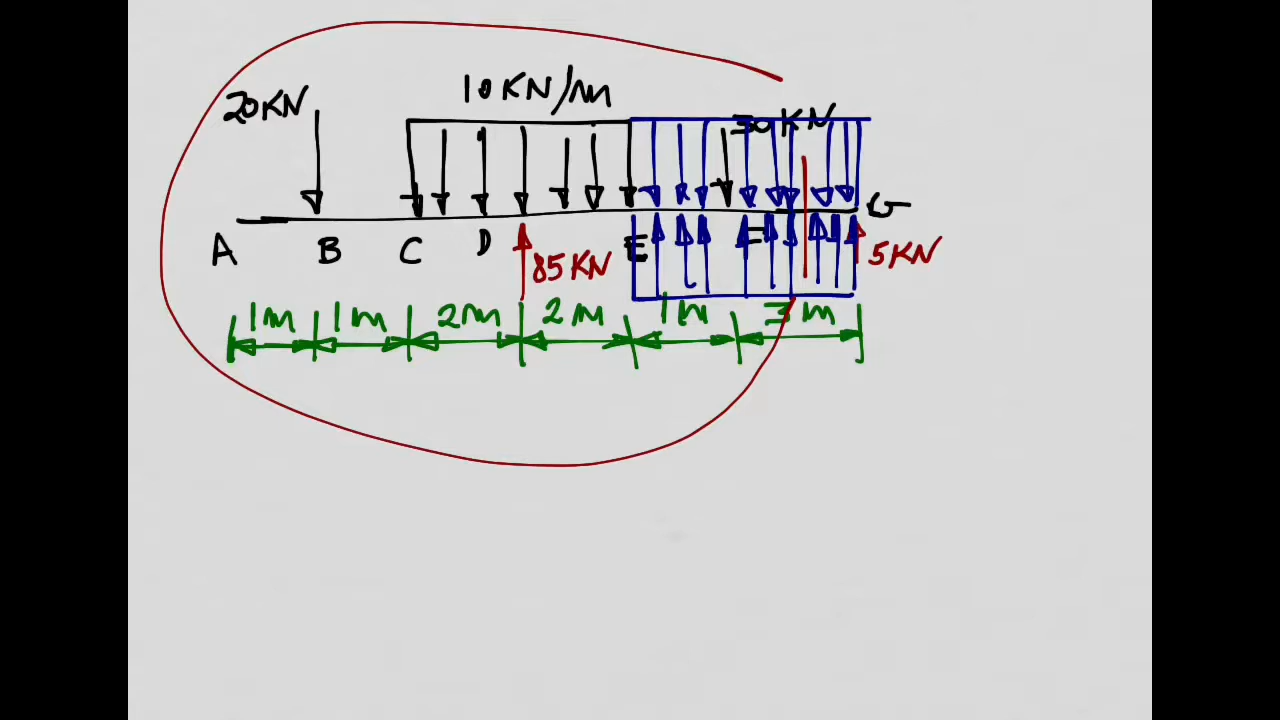 10KN/m
20KN
30KN
G
A B C D E F
85KN
5KN
1m 1m 2m 2m 1m 3m